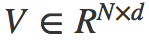 V ∈ R^{N×d}